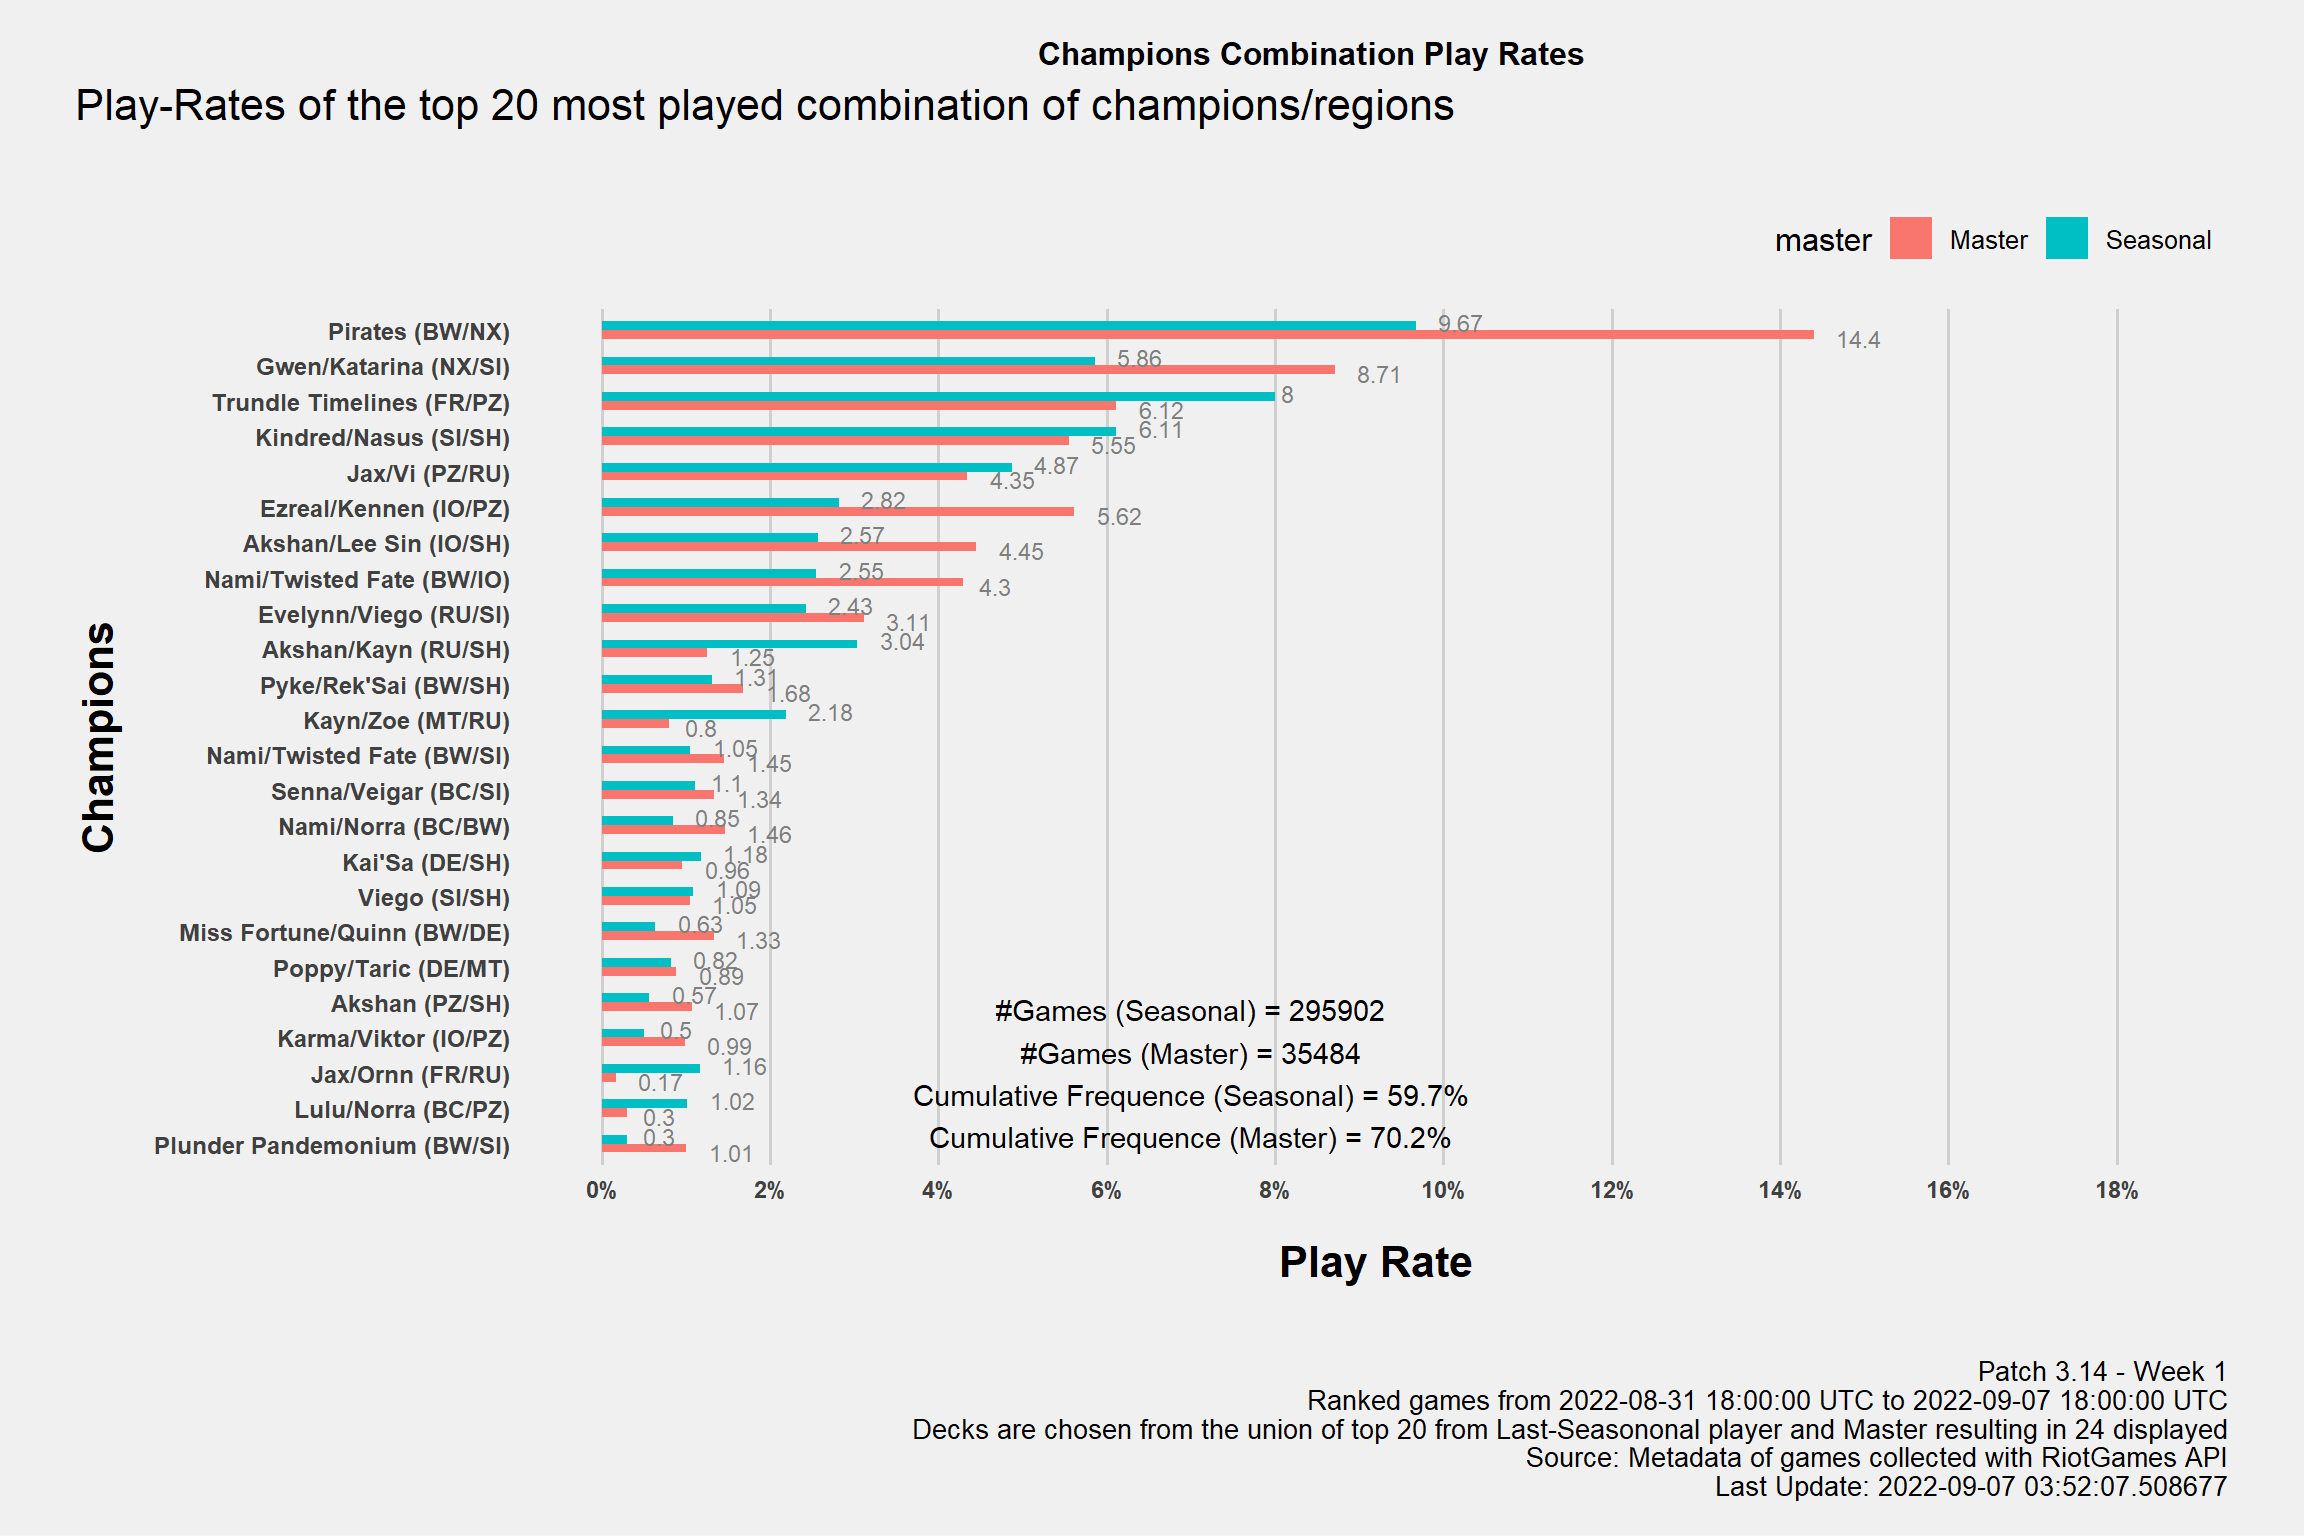 Champions Combination Play Rates
Play-Rates of the top 20 most played combination of champions/regions
master Master Seasonal
Champions
Pirates (BW/NX) 9.67 14.4
Gwen/Katarina (NX/SI) 5.86 8.71
Trundle Timelines (FR/PZ) 8 6.12
Kindred/Nasus (SI/SH) 6.11 5.55
Jax/Vi (PZ/RU) 4.87 4.35
Ezreal/Kennen (IO/PZ) 2.82 5.62
Akshan/Lee Sin (IO/SH) 2.57 4.45
Nami/Twisted Fate (BW/IO) 2.55 4.3
Evelynn/Viego (RU/SI) 2.43 3.11
Akshan/Kayn (RU/SH) 3.04 1.25
Pyke/Rek'Sai (BW/SH) 1.31 1.68
Kayn/Zoe (MT/RU) 2.18 0.8
Nami/Twisted Fate (BW/SI) 1.05 1.45
Senna/Veigar (BC/SI) 1.1 1.34
Nami/Norra (BC/BW) 0.85 1.46
Kai'Sa (DE/SH) 1.18 0.96
Viego (SI/SH) 1.09 1.05
Miss Fortune/Quinn (BW/DE) 0.63 1.33
Poppy/Taric (DE/MT) 0.82 0.89
Akshan (PZ/SH) 0.57 1.07
Karma/Viktor (IO/PZ) 0.5 0.99
Jax/Ornn (FR/RU) 1.16 0.17
Lulu/Norra (BC/PZ) 1.02 0.3
Plunder Pandemonium (BW/SI) 0.3 1.01
#Games (Seasonal) = 295902
#Games (Master) = 35484
Cumulative Frequence (Seasonal) = 59.7%
Cumulative Frequence (Master) = 70.2%
0% 2% 4% 6% 8% 10% 12% 14% 16% 18%
Play Rate
Patch 3.14 - Week 1
Ranked games from 2022-08-31 18:00:00 UTC to 2022-09-07 18:00:00 UTC
Decks are chosen from the union of top 20 from Last-Seasononal player and Master resulting in 24 displayed
Source: Metadata of games collected with RiotGames API
Last Update: 2022-09-07 03:52:07.508677